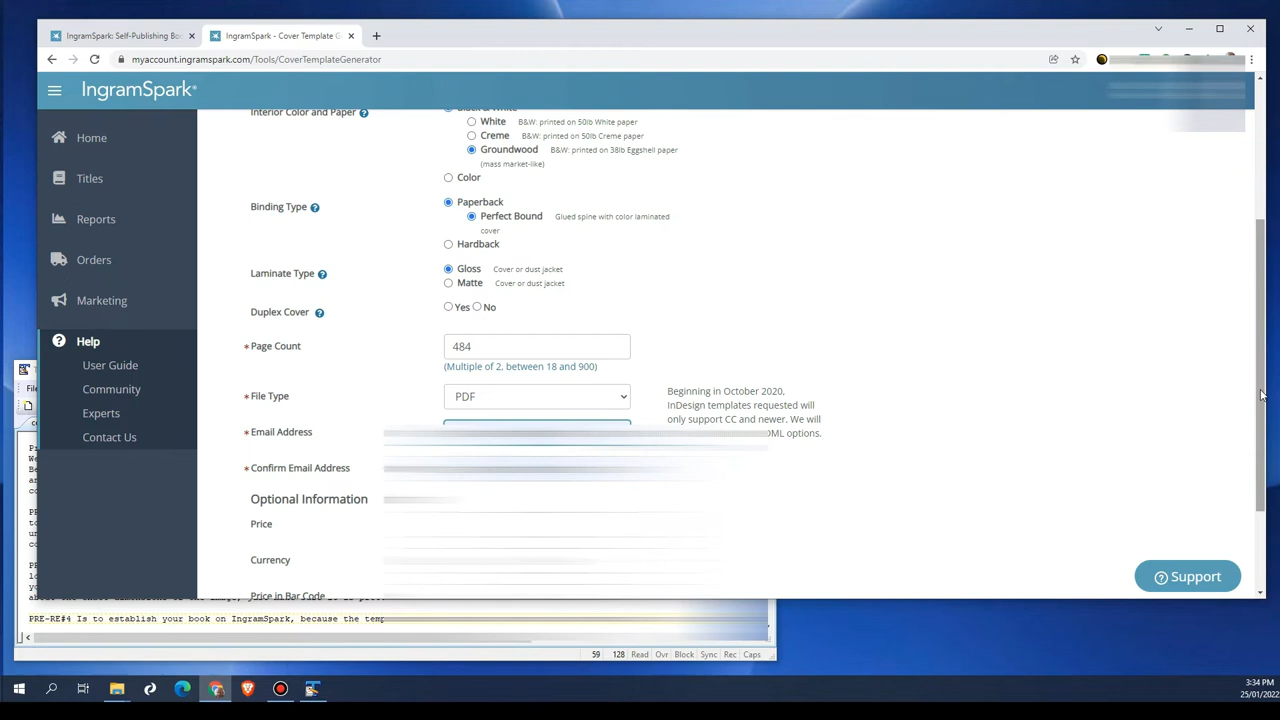 IngramSpark: Self-Publishing Bo
IngramSpark - Cover Template G
myaccount.ingramspark.com/Tools/CoverTemplateGenerator
IngramSpark®
Home
Titles
Reports
Orders
Marketing
Help
User Guide
Community
Experts
Contact Us
Interior Color and Paper
Black & White
White B&W: printed on 50lb White paper
Creme B&W: printed on 50lb Creme paper
Groundwood B&W: printed on 38lb Eggshell paper
(mass market-like)
Color
Binding Type
Paperback
Perfect Bound Glued spine with color laminated
cover
Hardback
Laminate Type
Gloss Cover or dust jacket
Matte Cover or dust jacket
Duplex Cover
Yes No
* Page Count
484
(Multiple of 2, between 18 and 900)
* File Type
PDF
Beginning in October 2020,
InDesign templates requested will
only support CC and newer. We will
DML options.
* Email Address
* Confirm Email Address
Optional Information
Price
Currency
Price in Bar Code
Support
PRE-RE#4 Is to establish your book on IngramSpark, because the temp
59 128 Read Ovr Block Sync Rec Caps
3:34 PM
25/01/2022